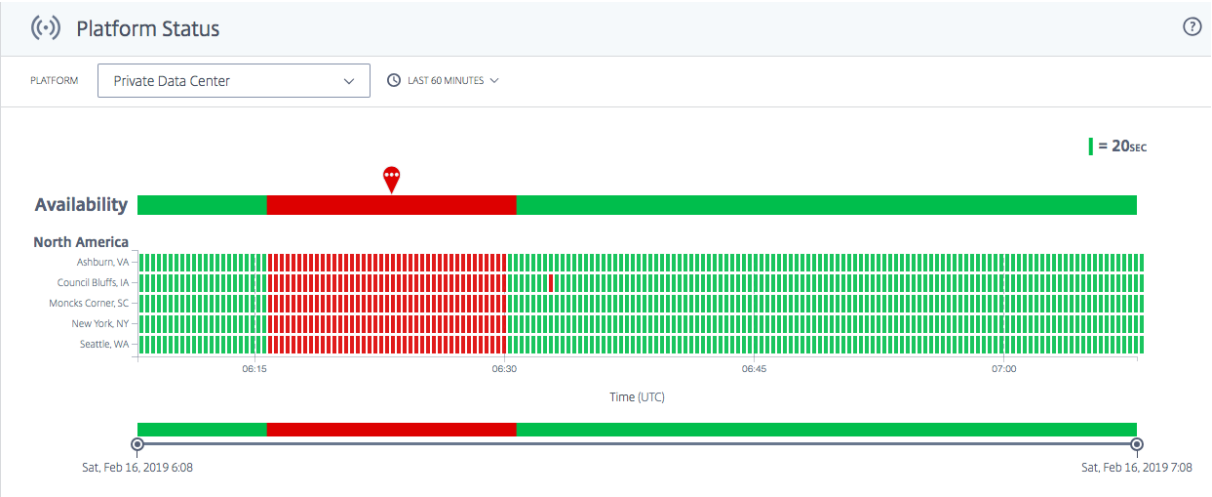 Platform Status
?
PLATFORM Private Data Center LAST 60 MINUTES
= 20SEC
Availability
North America
Ashburn, VA
Council Bluffs, IA
Moncks Corner, SC
New York, NY
Seattle, WA
06:15 06:30 06:45 07:00
Time (UTC)
Sat, Feb 16, 2019 6:08 Sat, Feb 16, 2019 7:08